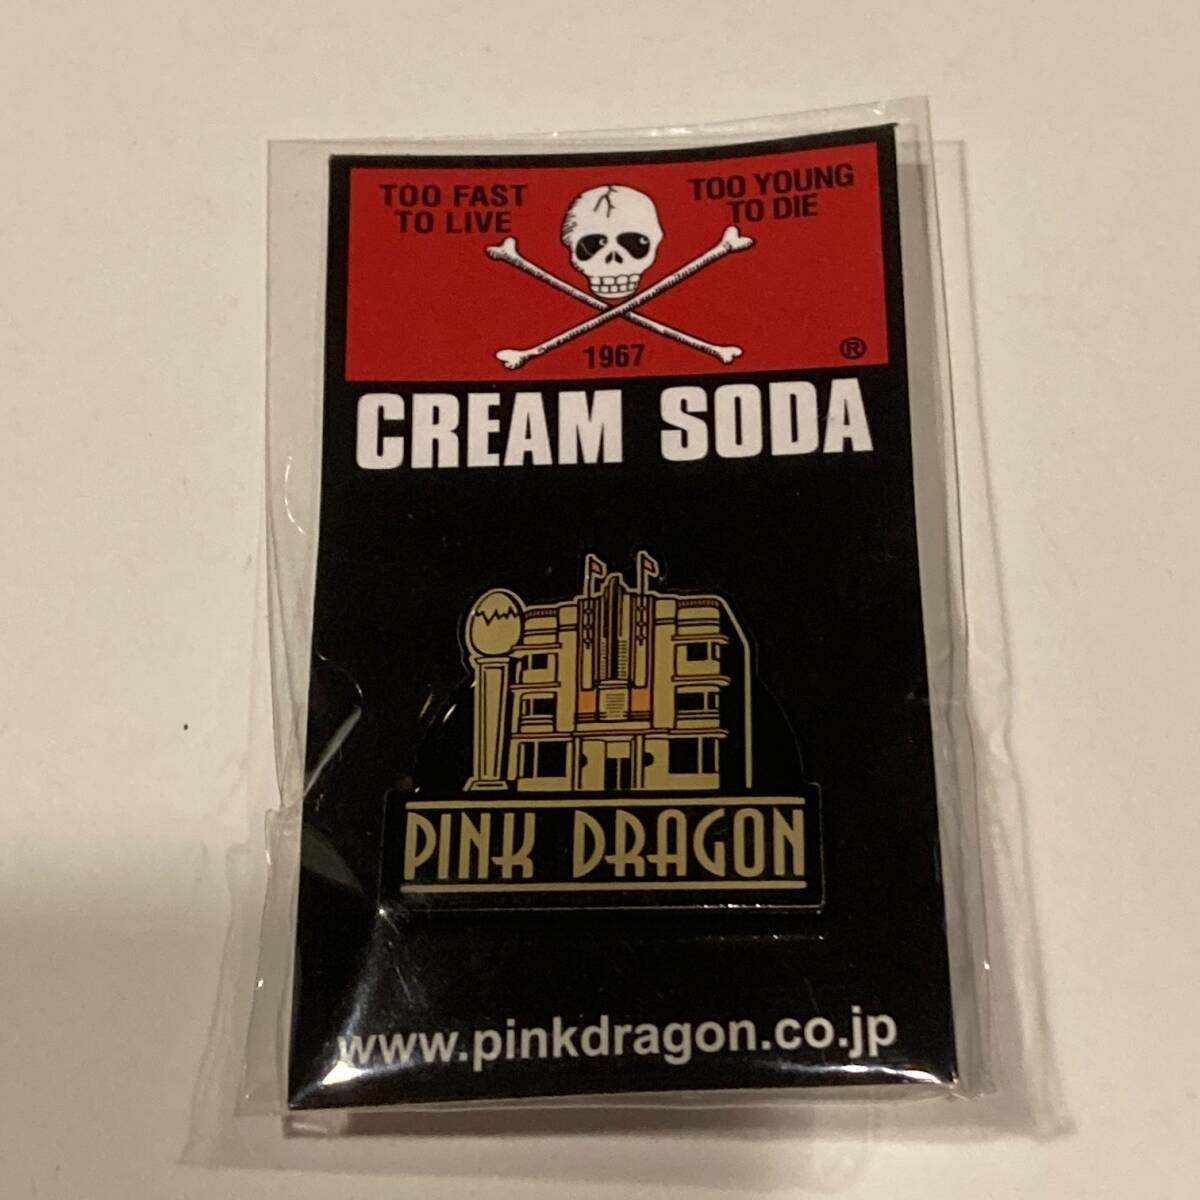 TOO FAST
TO LIVE
TOO YOUNG
TO DIE
1967
®
CREAM SODA
PINK DRAGON
www.pinkdragon.co.jp